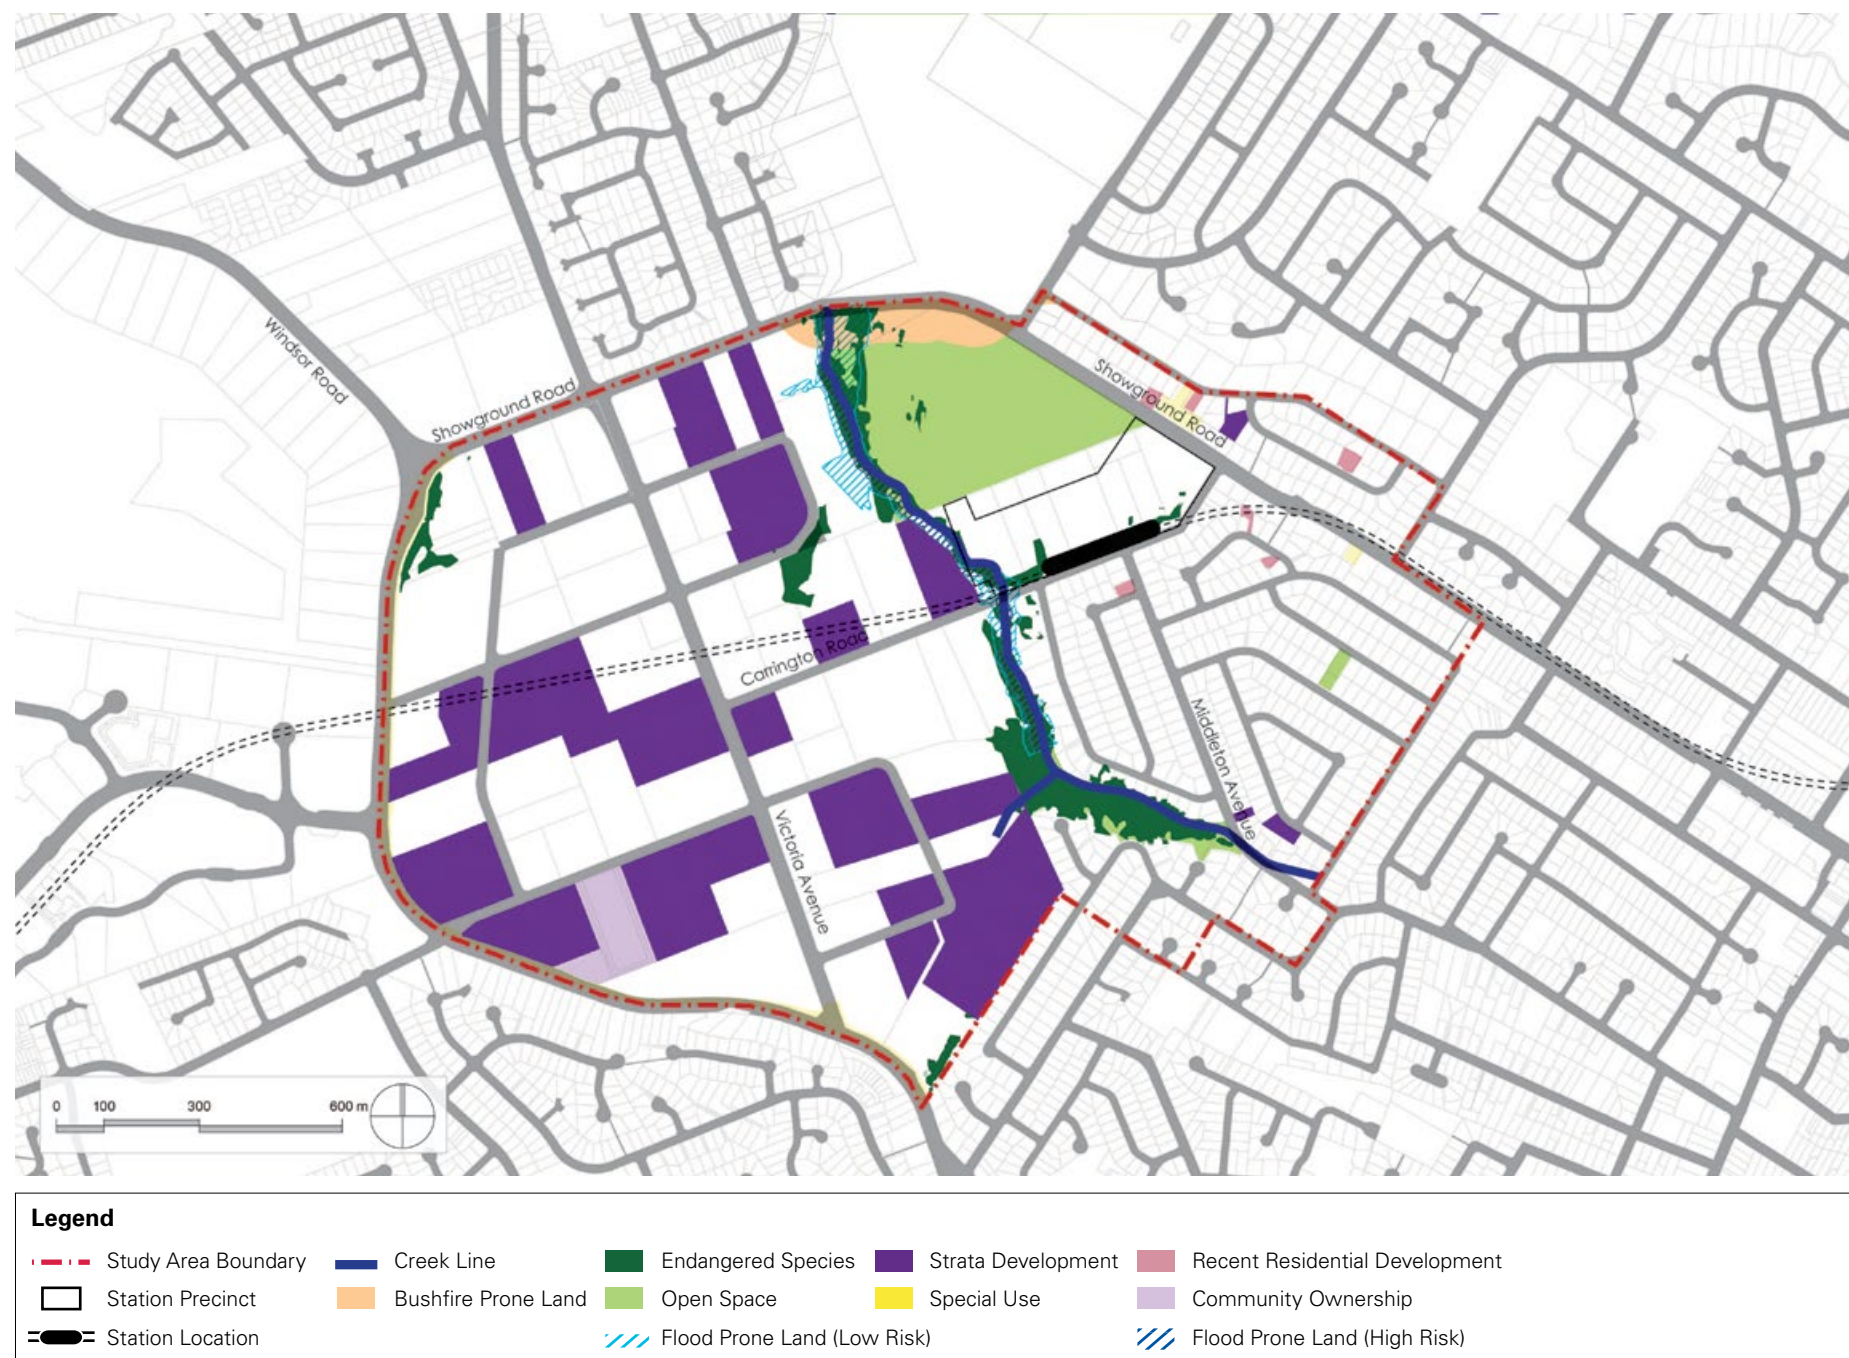 Windsor Road
Showground Road
Showground Road
Carrington Road
Middleton Avenue
Victoria Avenue
0 100 300 600 m
Legend
Study Area Boundary
Creek Line
Endangered Species
Strata Development
Recent Residential Development
Station Precinct
Bushfire Prone Land
Open Space
Special Use
Community Ownership
Station Location
Flood Prone Land (Low Risk)
Flood Prone Land (High Risk)